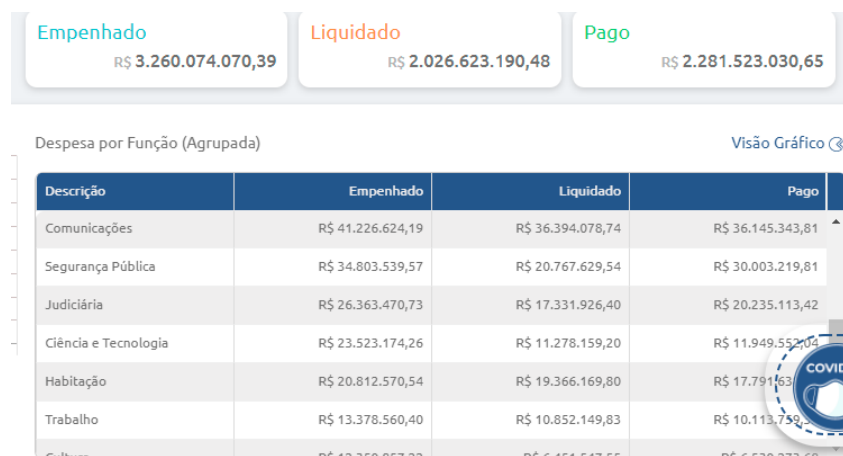 Empenhado Liquidado Pago
R$ 3.260.074.070,39 R$ 2.026.623.190,48 R$ 2.281.523.030,65
Despesa por Função (Agrupada) Visão Gráfico
Descrição Empenhado Liquidado Pago
Comunicações R$ 41.226.624,19 R$ 36.394.078,74 R$ 36.145.343,81
Segurança Pública R$ 34.803.539,57 R$ 20.767.629,54 R$ 30.003.219,81
Judiciária R$ 26.363.470,73 R$ 17.331.926,40 R$ 20.235.113,42
Ciência e Tecnologia R$ 23.523.174,26 R$ 11.278.159,20 R$ 11.949.552,04
COVID
Habitação R$ 20.812.570,54 R$ 19.366.169,80 R$
Trabalho R$ 13.378.560,40 R$ 10.852.149,83 R$